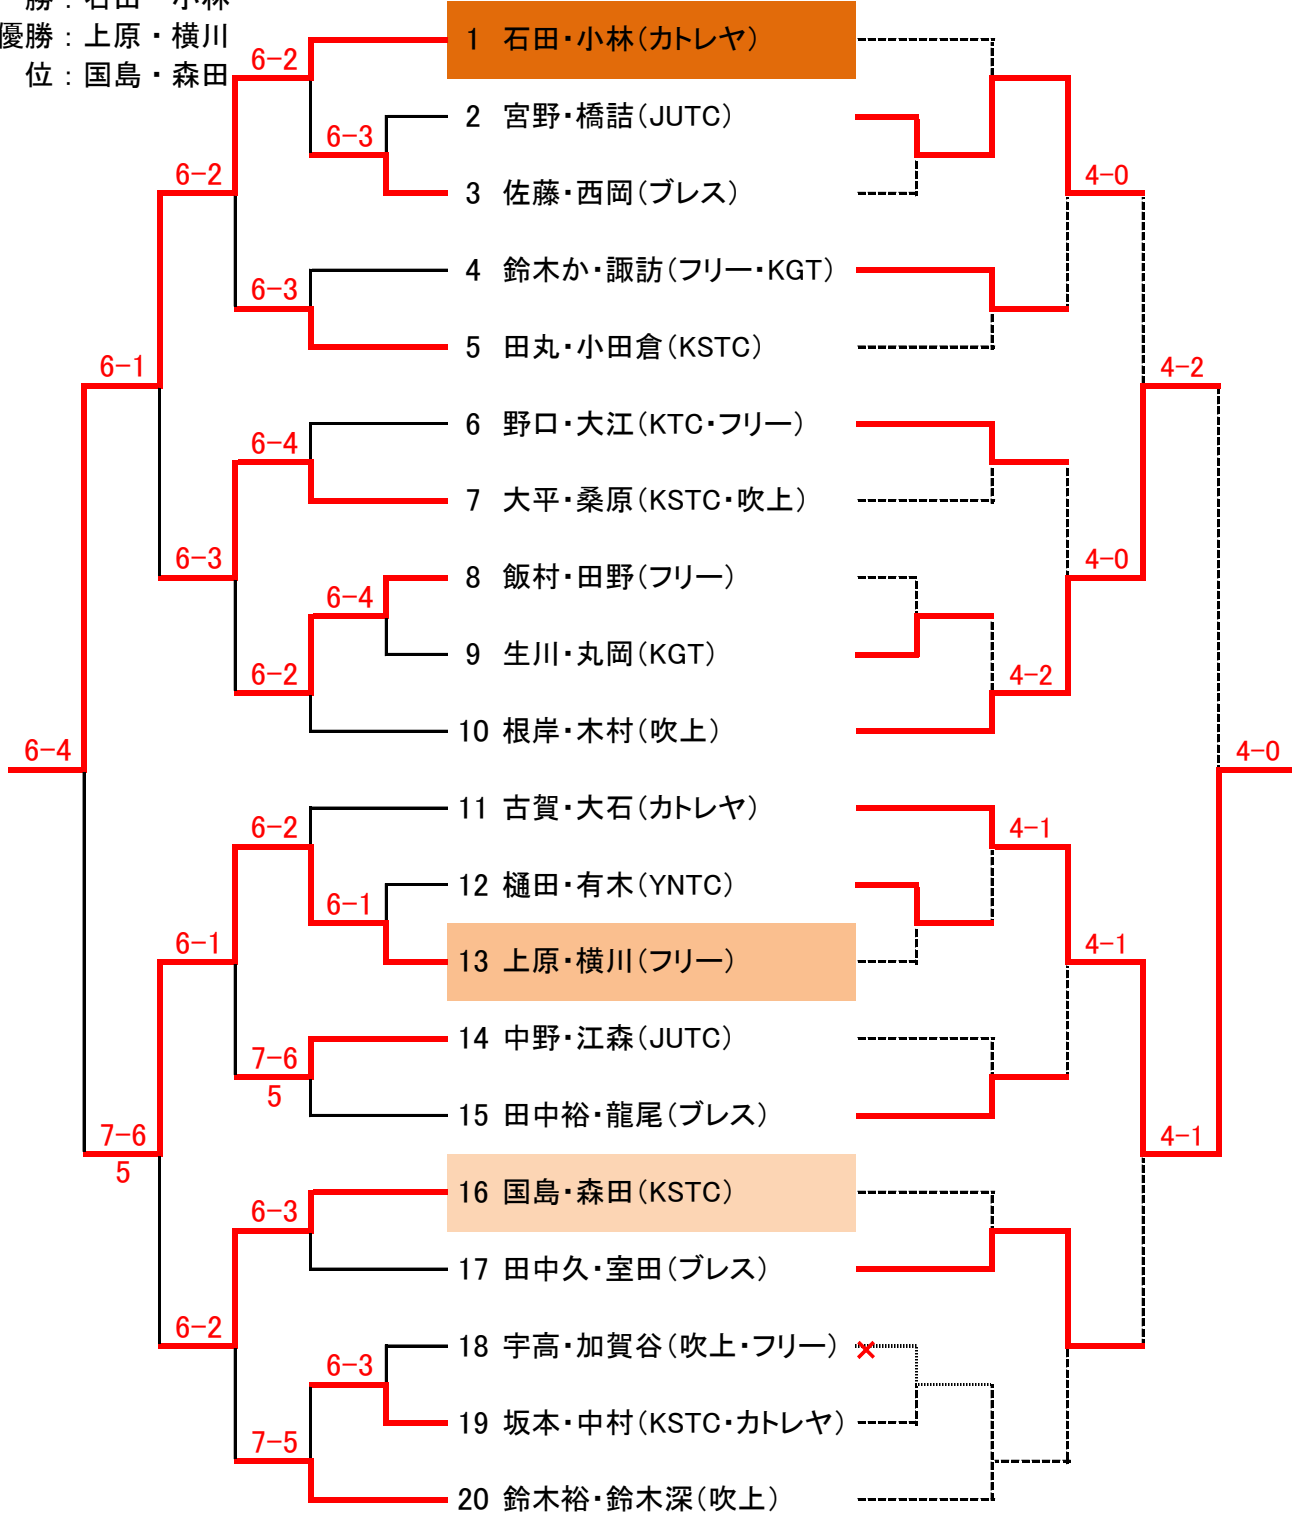 優勝：上原・横川
位：国島・森田
1 石田・小林（カトレヤ）
2 宮野・橋詰（JUTC）
3 佐藤・西岡（ブレス）
4 鈴木か・諏訪（フリー・KGT）
5 田丸・小田倉（KSTC）
6 野口・大江（KTC・フリー）
7 大平・桑原（KSTC・吹上）
8 飯村・田野（フリー）
9 生川・丸岡（KGT）
10 根岸・木村（吹上）
11 古賀・大石（カトレヤ）
12 樋田・有木（YNTC）
13 上原・横川（フリー）
14 中野・江森（JUTC）
15 田中裕・龍尾（ブレス）
16 国島・森田（KSTC）
17 田中久・室田（ブレス）
18 宇高・加賀谷（吹上・フリー）
19 坂本・中村（KSTC・カトレヤ）
20 鈴木裕・鈴木深（吹上）
6-2
6-3
6-2
6-3
6-1
6-4
6-3
6-4
6-2
6-4
6-2
6-1
6-1
7-6
5
7-6
5
6-3
6-2
6-3
7-5
4-0
4-2
4-0
4-2
4-0
4-1
4-1
4-1
×